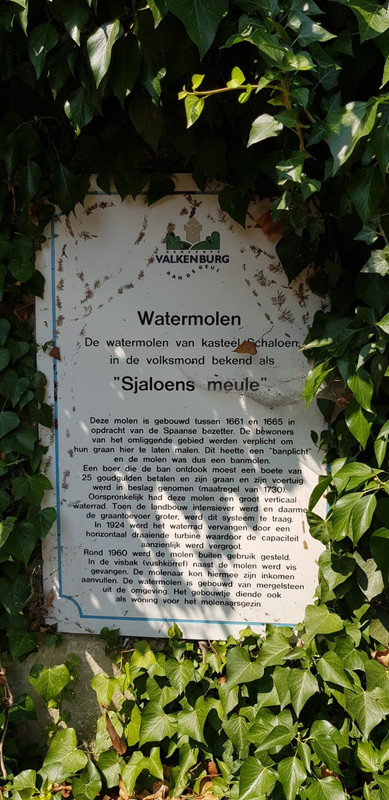 GEMEENTE
VALKENBURG
AAN DE GEUL
Watermolen
De watermolen van kasteel Schaloen,
in de volksmond bekend als
"Sjaloens meule".
Deze molen is gebouwd tussen 1661 en 1665 in
opdracht van de Spaanse bezetter. De bewoners
van het omliggende gebied werden verplicht om
hun graan hier te laten malen. Dit heette een "banplicht"
en de molen was dus een banmolen.
Een boer die de ban ontdook moest een boete van
25 goudgulden betalen en zijn graan en zijn voertuig
werd in beslag genomen (maatregel van 1730).
Oorspronkelijk had deze molen een groot verticaal
waterrad. Toen de landbouw intensiever werd en daarme
de graantoevoer groter, werd dit systeem te traag.
In 1924 werd het waterrad vervangen door een
horizontaal draaiende turbine waardoor de capaciteit
aanzienlijk werd vergroot.
Rond 1960 werd de molen buiten gebruik gesteld.
In de visbak (vushkörref) naast de molen werd vis
gevangen. De molenaar kon hiermee zijn inkomen
aanvullen. De watermolen is gebouwd van mergelsteen
uit de omgeving. Het gebouwtje diende ook
als woning voor het molenaarsgezin.